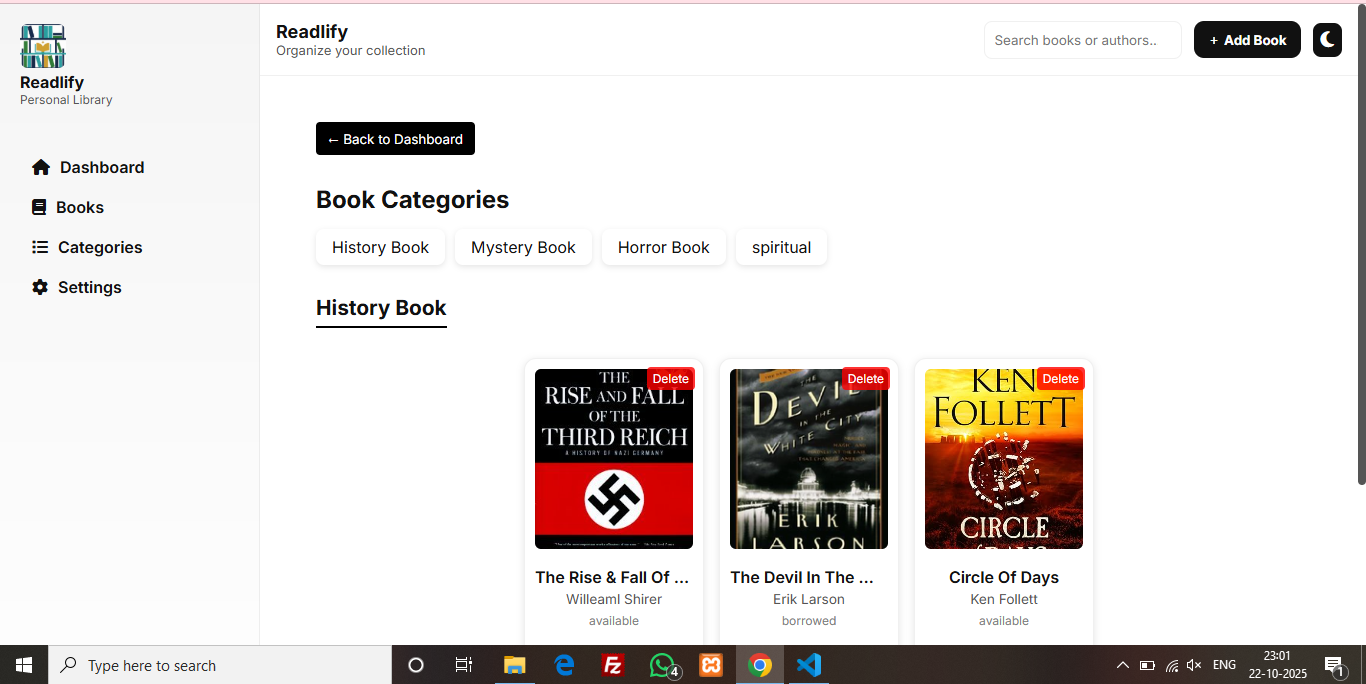 Readlify
Personal Library
Dashboard
Books
Categories
Settings
Readlify
Organize your collection
Search books or authors..
+ Add Book
← Back to Dashboard
Book Categories
History Book
Mystery Book
Horror Book
spiritual
History Book
THE
RISE AND FALL
OF THE
THIRD REICH
A HISTORY OF NAZI GERMANY
Delete
The Rise & Fall Of ...
Willeaml Shirer
available
THE
DEVIL
IN THE
WHITE CITY
ERIK
LARSON
Delete
The Devil In The ...
Erik Larson
borrowed
KEN
FOLLETT
CIRCLE
Delete
Circle Of Days
Ken Follett
available
Type here to search
4
ENG
23:01
22-10-2025
1